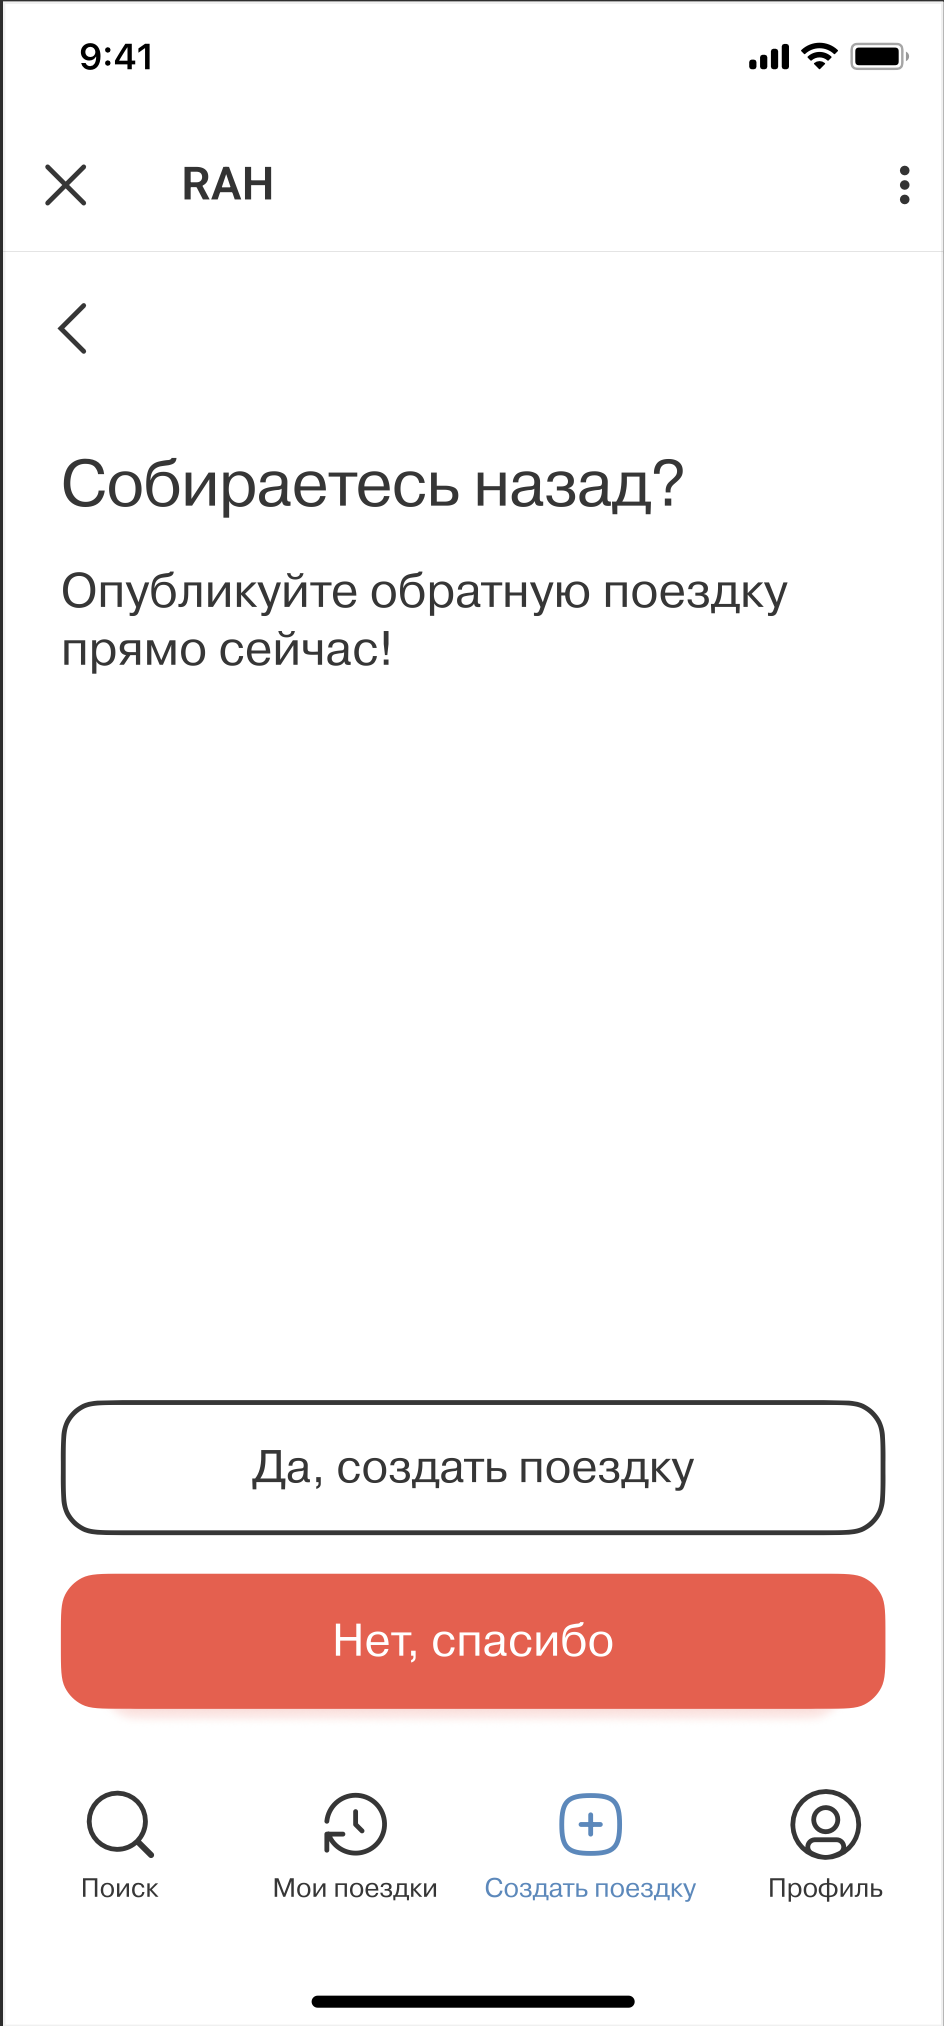 9:41
RAH
Собираетесь назад?
Опубликуйте обратную поездку
прямо сейчас!
Да, создать поездку
Нет, спасибо
Поиск
Мои поездки
Создать поездку
Профиль